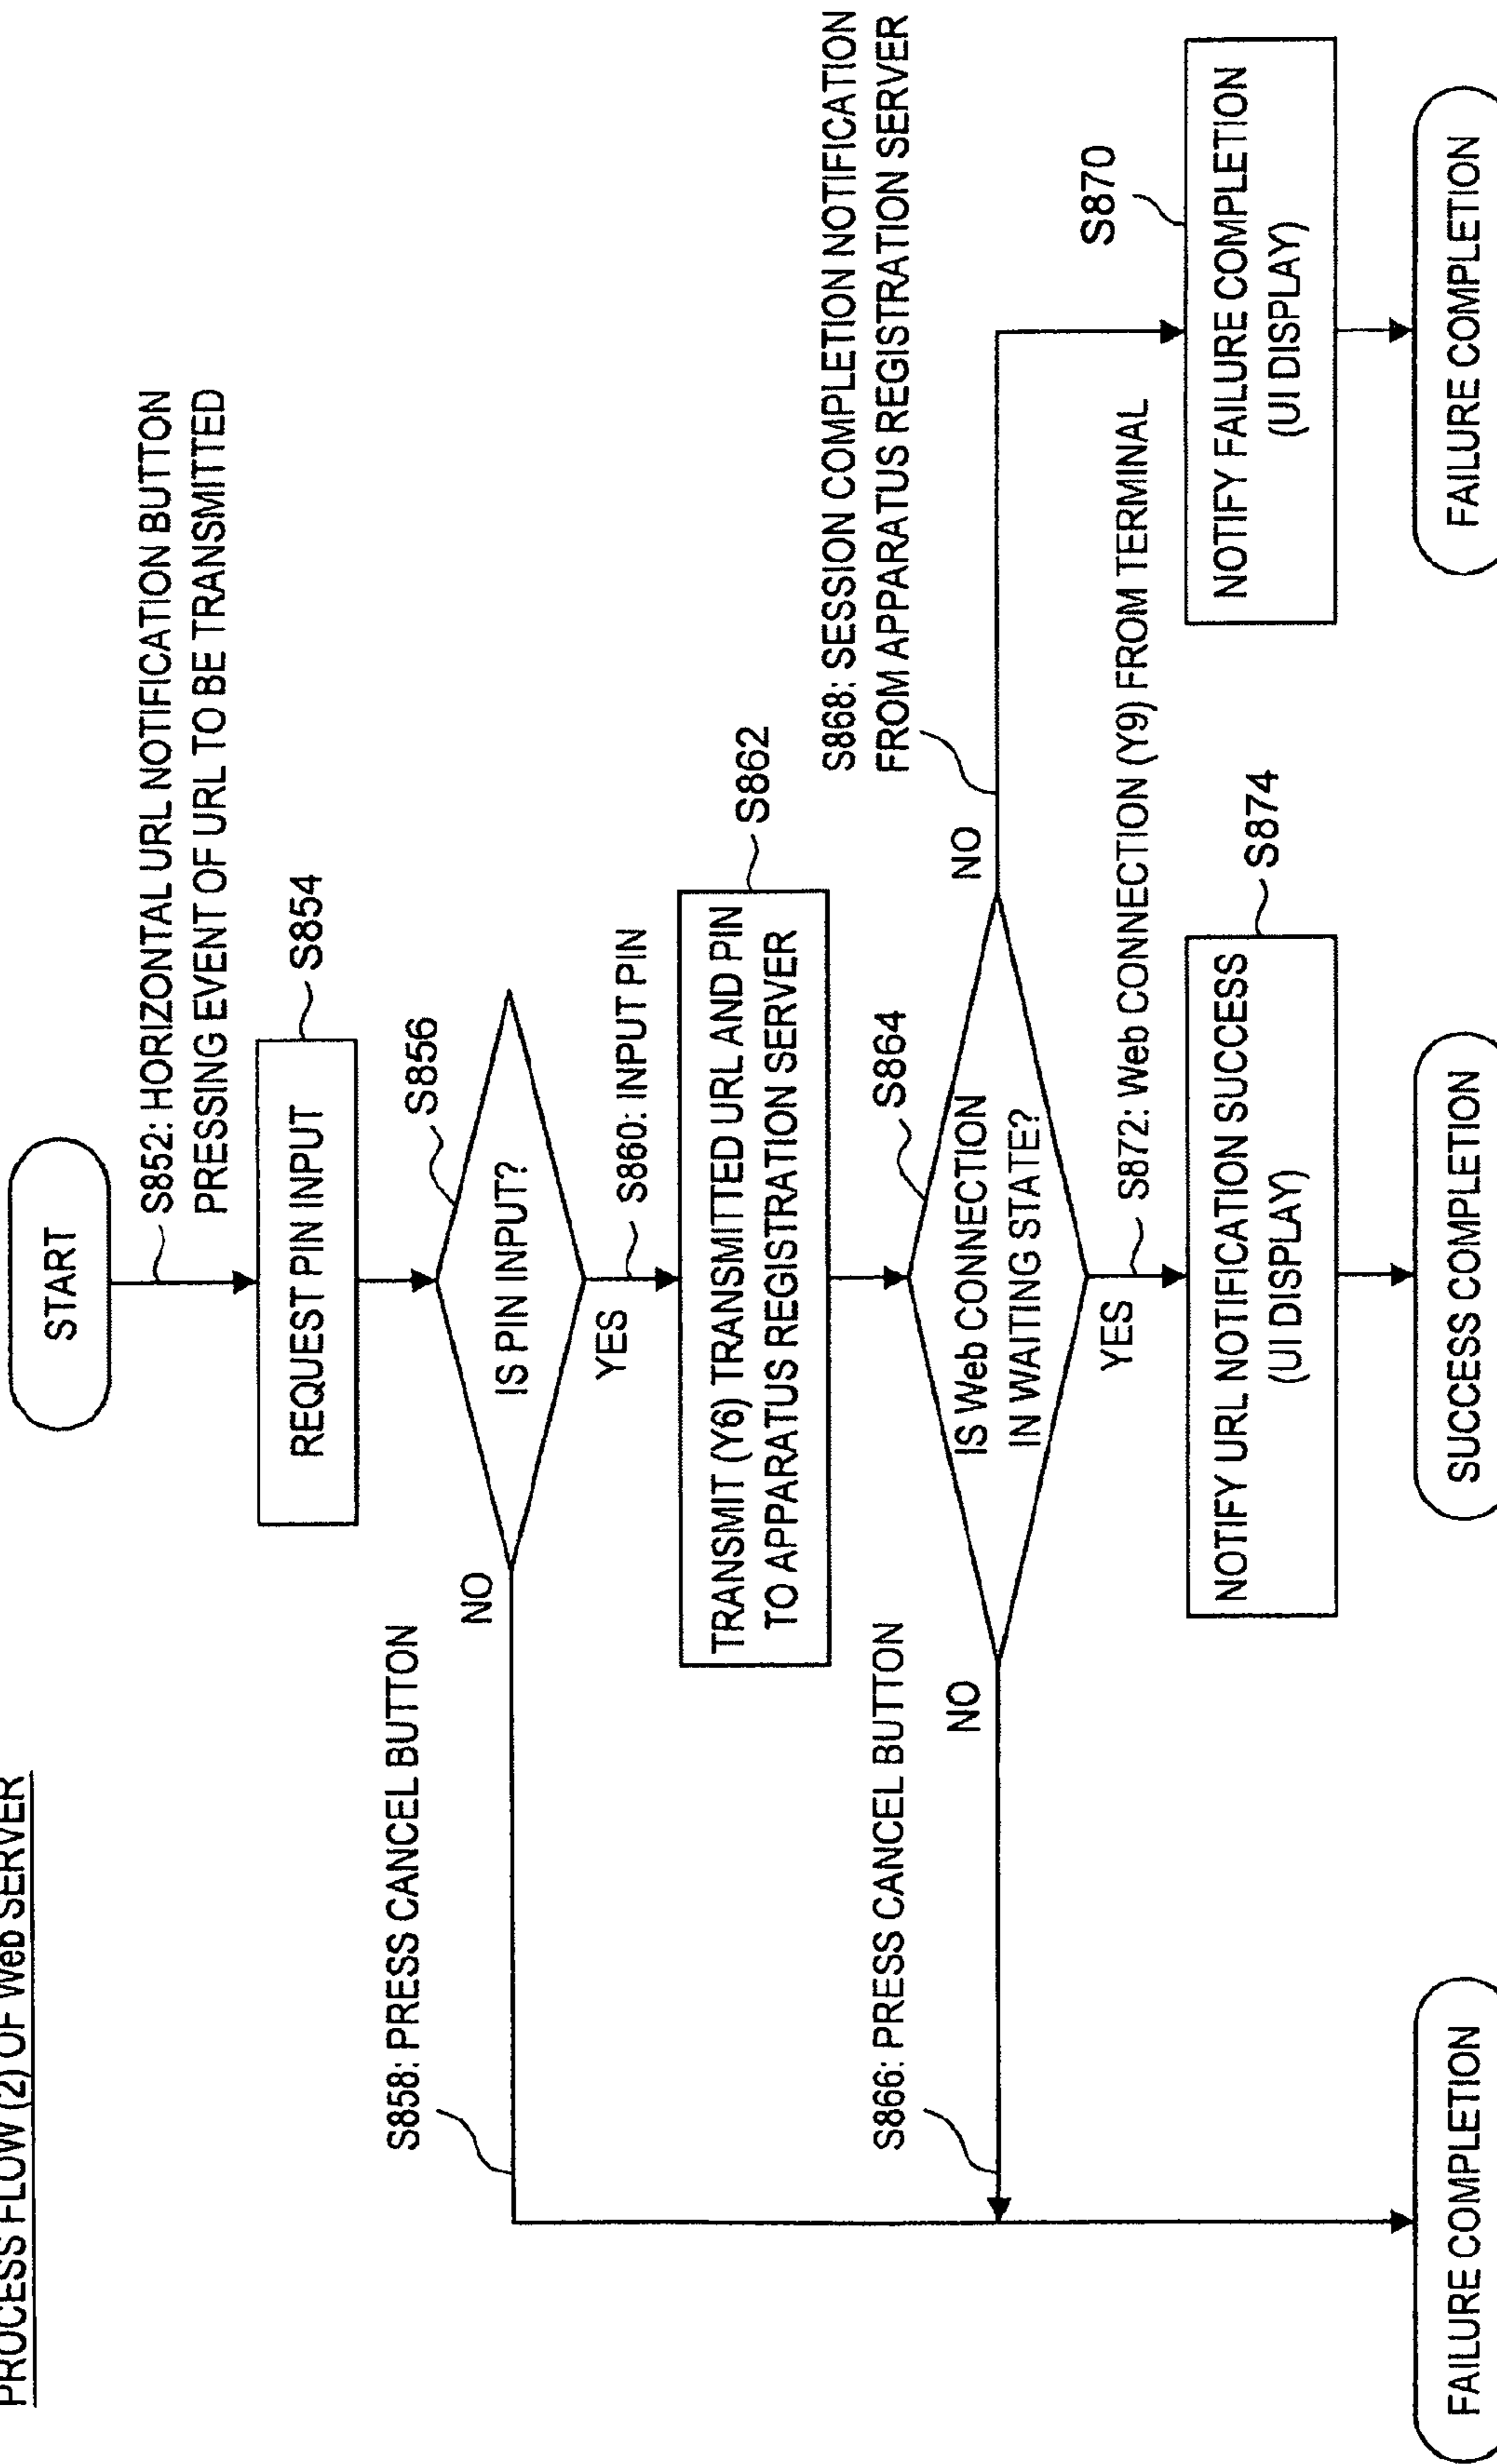 PROCESS FLOW (2) OF Web SERVER
START
S852: HORIZONTAL URL NOTIFICATION BUTTON
PRESSING EVENT OF URL TO BE TRANSMITTED
REQUEST PIN INPUT
S854
S856
IS PIN INPUT?
NO
S858: PRESS CANCEL BUTTON
YES
S860: INPUT PIN
S862
TRANSMIT (Y6) TRANSMITTED URL AND PIN
TO APPARATUS REGISTRATION SERVER
S864
IS Web CONNECTION
IN WAITING STATE?
NO
S866: PRESS CANCEL BUTTON
NO
S868: SESSION COMPLETION NOTIFICATION
FROM APPARATUS REGISTRATION SERVER
S870
YES
S872: Web CONNECTION (Y9) FROM TERMINAL
S874
NOTIFY URL NOTIFICATION SUCCESS
(UI DISPLAY)
NOTIFY FAILURE COMPLETION
(UI DISPLAY)
FAILURE COMPLETION
SUCCESS COMPLETION
FAILURE COMPLETION